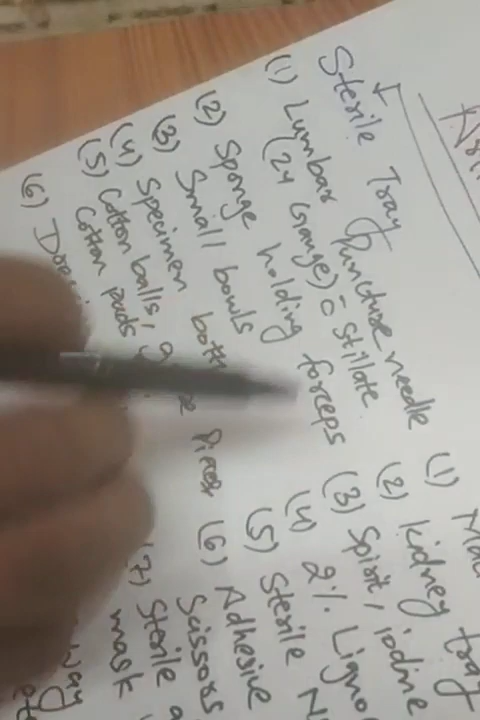 Sterile Tray
(1) Lumbar puncture needle
(24 Gauge) = Stillate.
(2) Sponge holding forceps
(3) Small bowls
(4) Specimen
(5) Cotton balls, pieces
Cotton pads
(6)
(1)
(2) Kidney tray
(3) Spirit, iodine
(4) 2% Ligno
(5) Sterile
(6) Adhesive
Scissors
(7) Sterile
mask